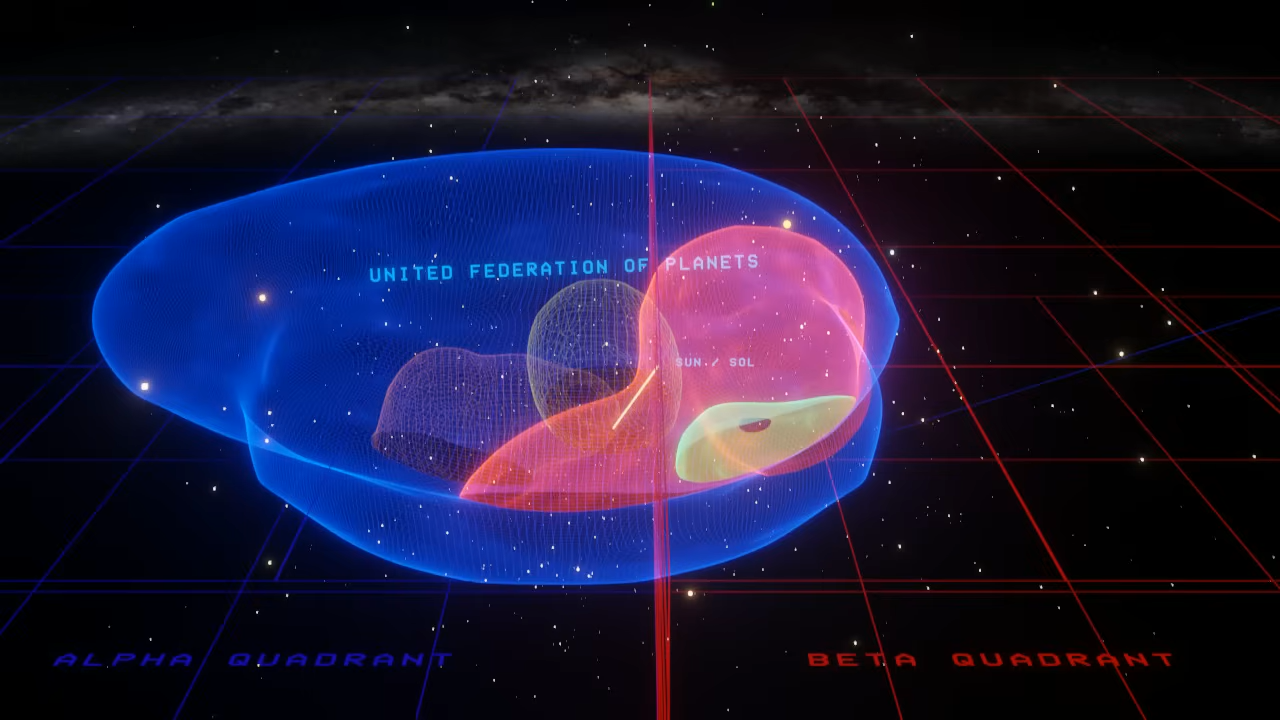 UNITED FEDERATION OF PLANETS
SUN / SOL
ALPHA QUADRANT
BETA QUADRANT